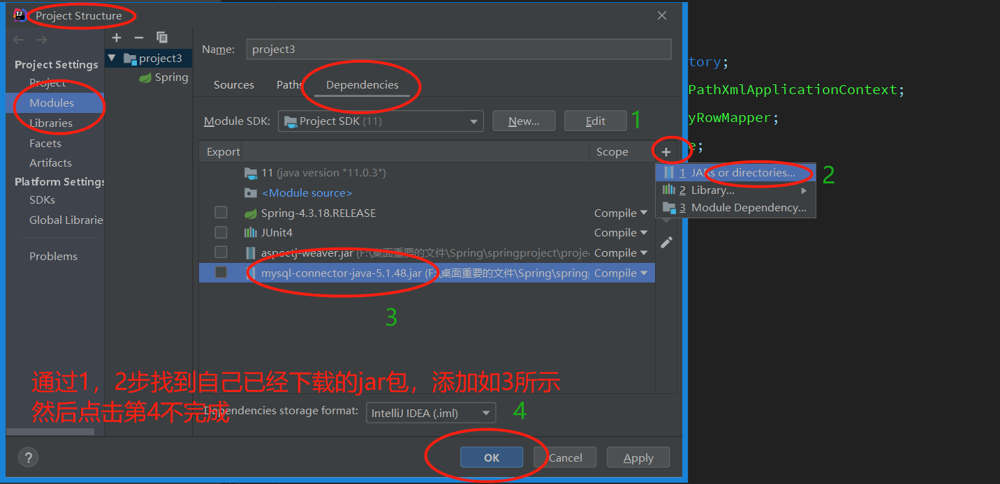 Project Structure
Project Settings
Project
Modules
Libraries
Facets
Artifacts
Platform Settings
SDKs
Global Librarie
Problems
project3
Spring
Name: project3
Sources Paths Dependencies
Module SDK: Project SDK (11) New... Edit 1
Export Scope
11 (java version "11.0.3")
<Module source>
Spring-4.3.18.RELEASE Compile
JUnit4 Compile
aspectj-weaver.jar (F:\桌面重要的文件\Spring\springproject\projec Compile
mysql-connector-java-5.1.48.jar (F:\桌面重要的文件\Spring\spring Compile
3
1 JARs or directories... 2
2 Library...
3 Module Dependency...
tory;
PathXmlApplicationContext;
yRowMapper;
e;
通过1，2步找到自己已经下载的jar包，添加如3所示
然后点击第4不完成
Dependencies storage format: IntelliJ IDEA (.iml) 4
? OK Cancel Apply